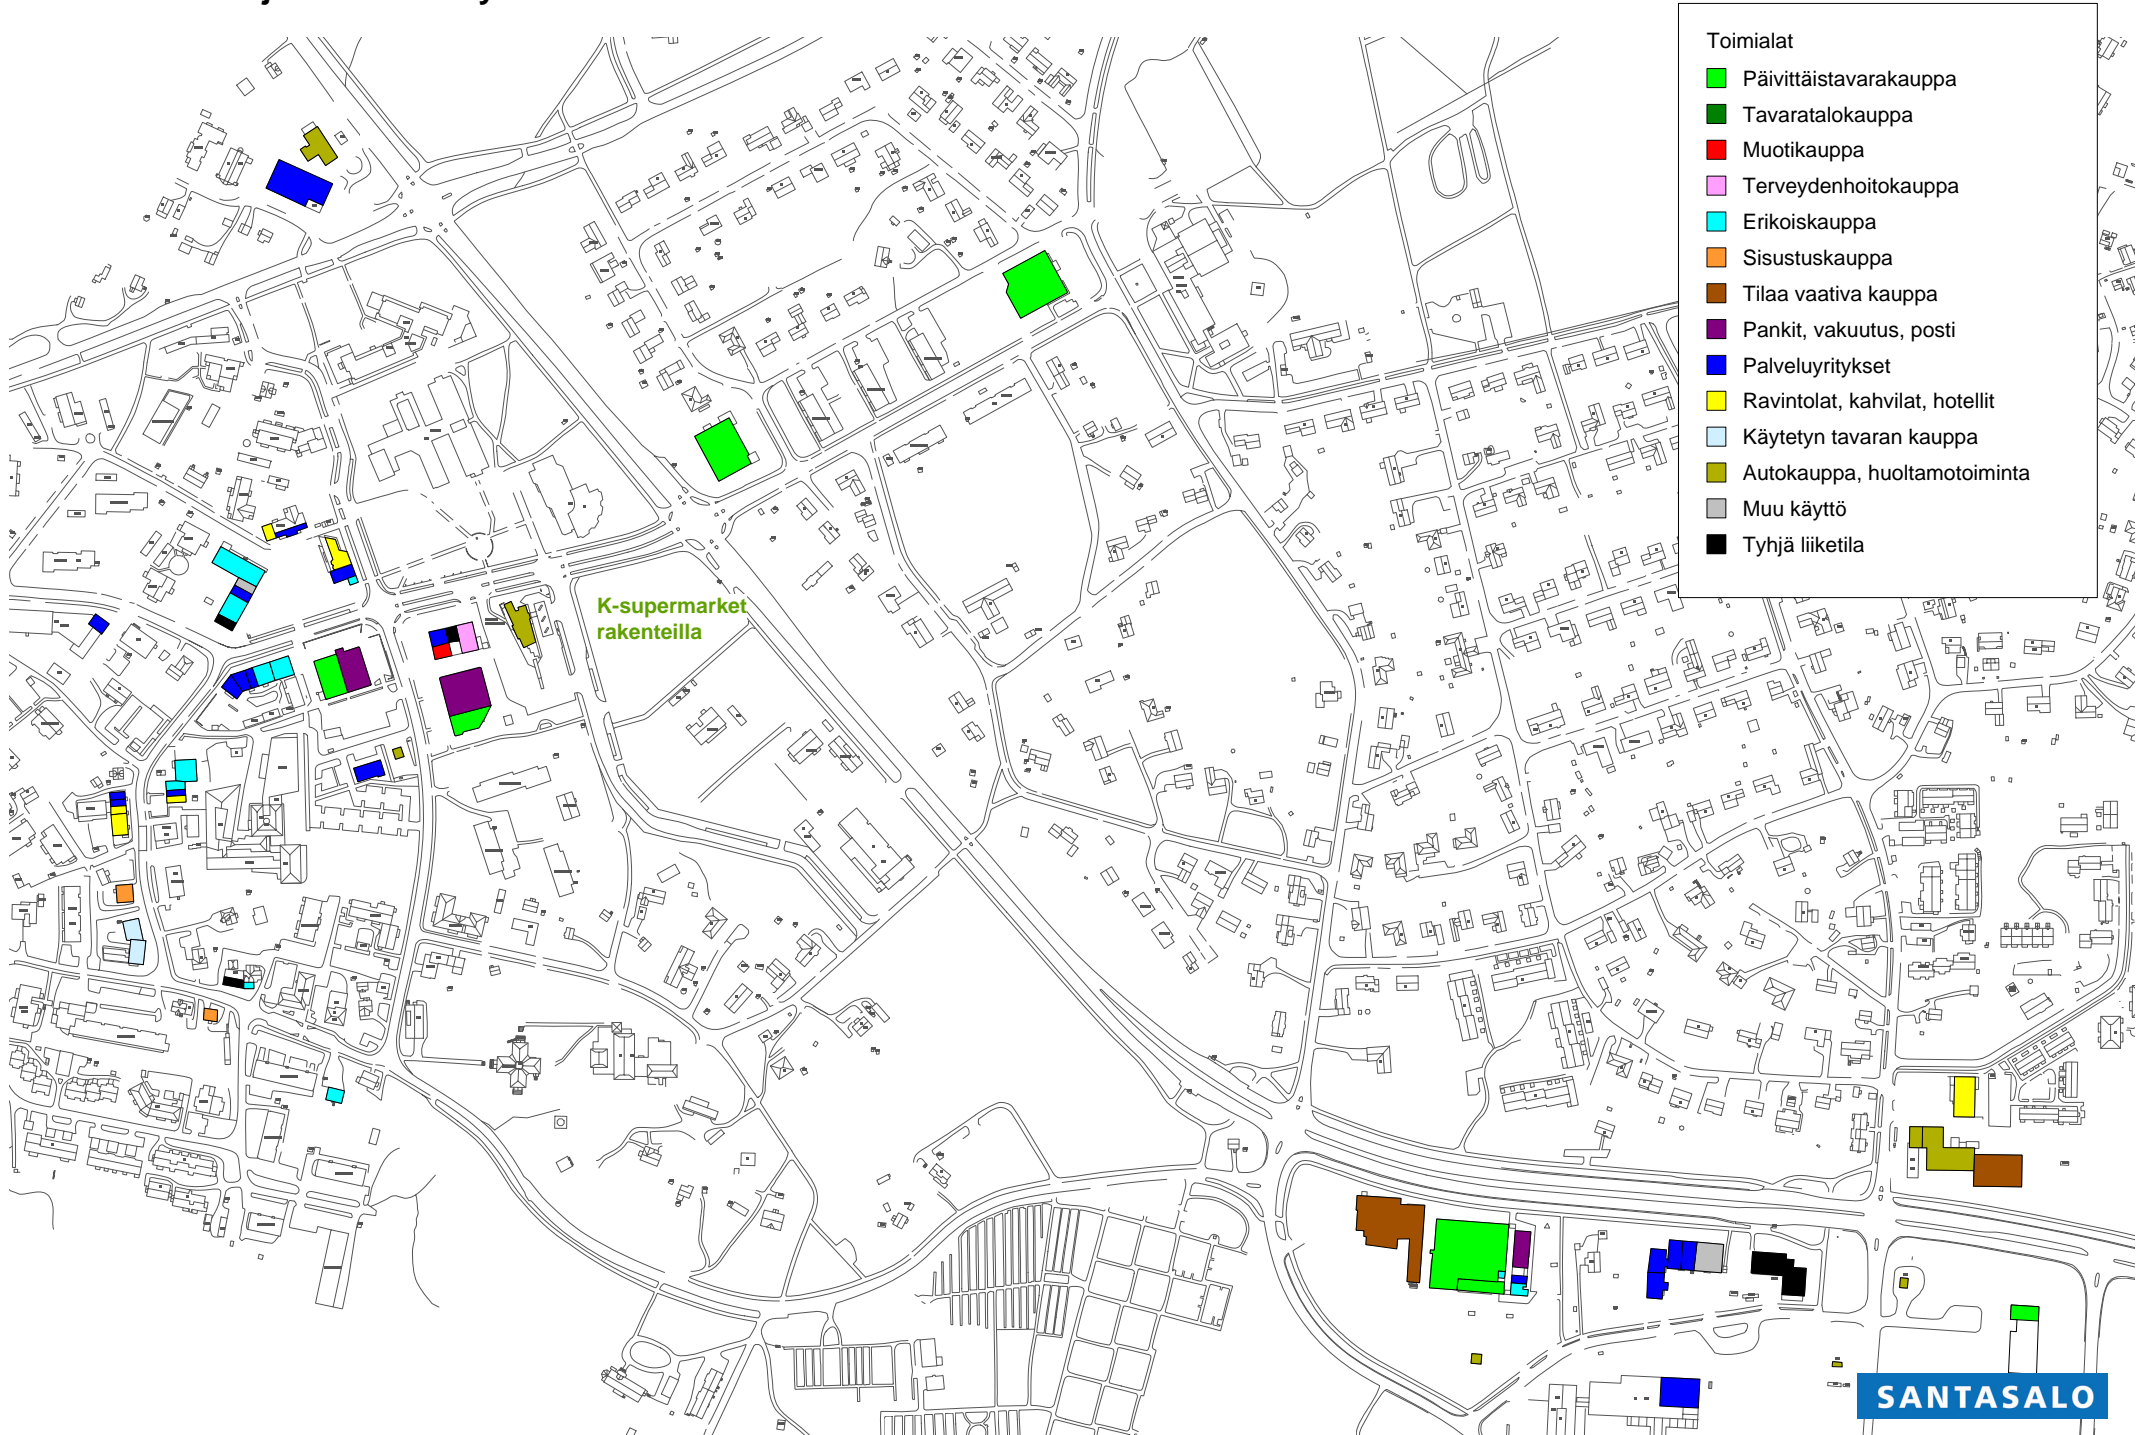 Toimialat
Päivittäistavarakauppa
Tavaratalokauppa
Muotikauppa
Terveydenhoitokauppa
Erikoiskauppa
Sisustuskauppa
Tilaa vaativa kauppa
Pankit, vakuutus, posti
Palveluyritykset
Ravintolat, kahvilat, hotellit
Käytetyn tavaran kauppa
Autokauppa, huoltamotoiminta
Muu käyttö
Tyhjä liiketila
K-supermarket
rakenteilla
SANTASALO